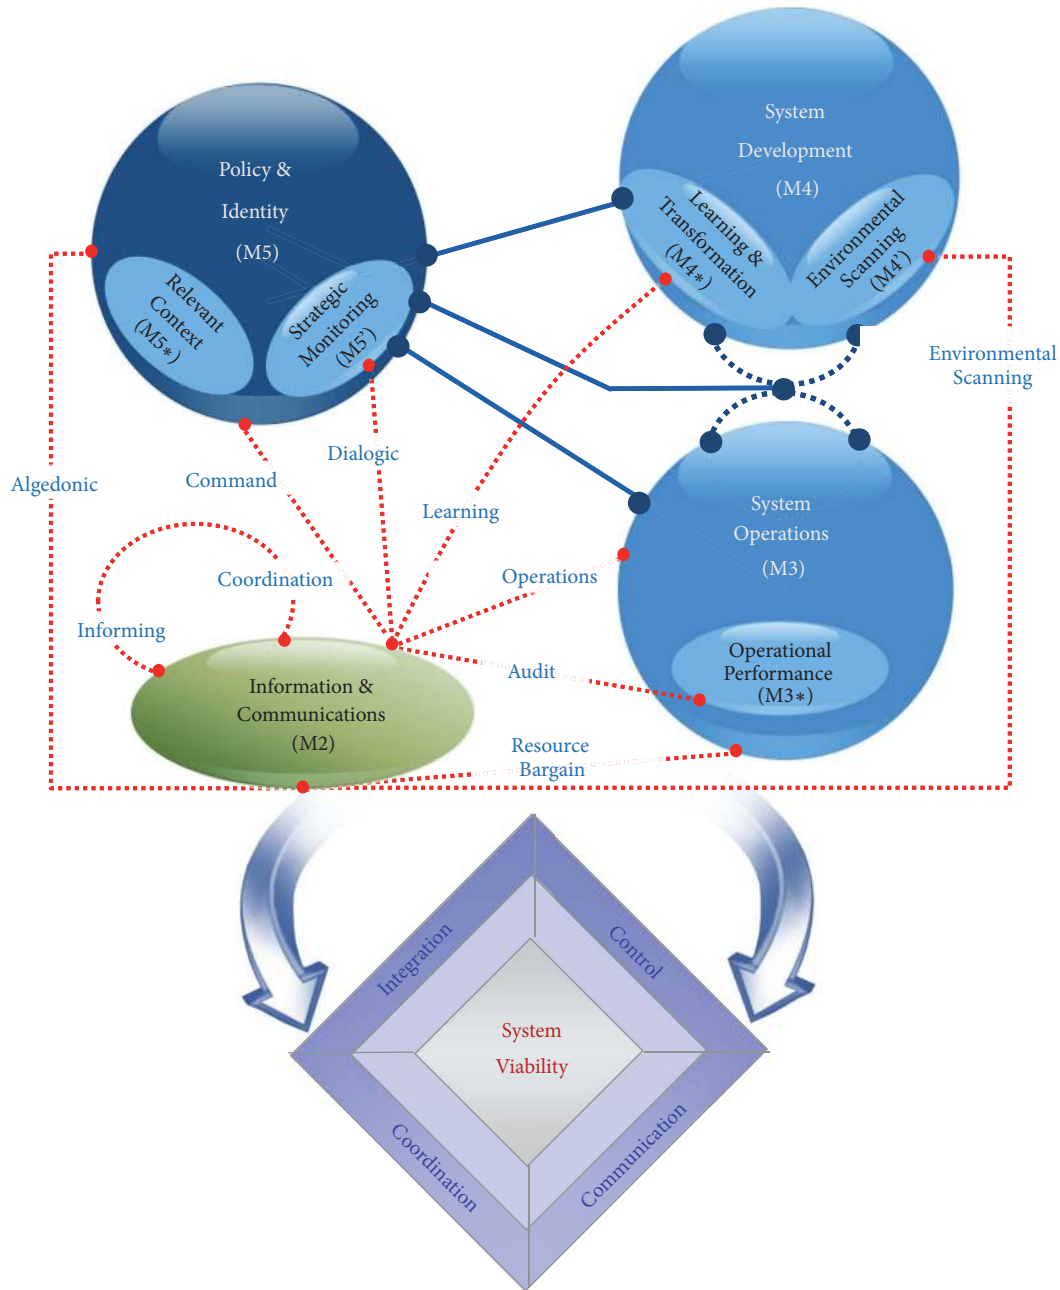 Policy &
Identity
(M5)
Relevant
Context
(M5*)
Strategic
Monitoring
(M5’)
System
Development
(M4)
Learning &
Transformation
(M4*)
Environmental
Scanning
(M4’)
Environmental
Scanning
Algedonic
Command
Dialogic
Learning
Coordination
Informing
Operations
Audit
Resource
Bargain
System
Operations
(M3)
Operational
Performance
(M3*)
Information &
Communications
(M2)
Integration
Control
System
Viability
Coordination
Communication